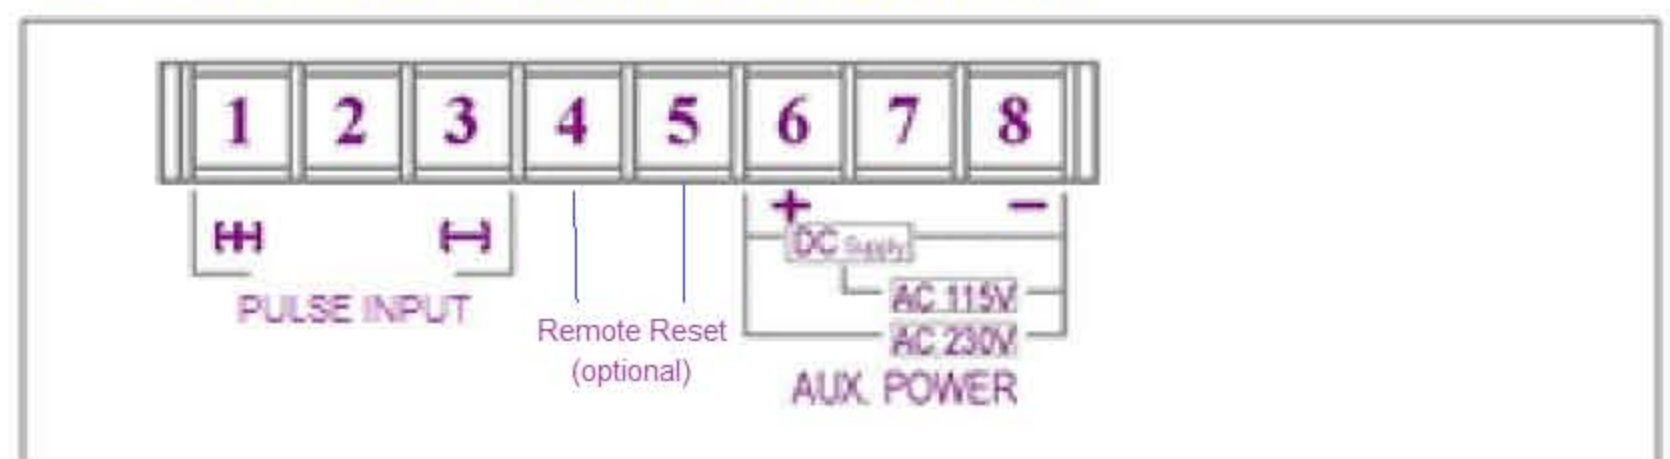 1 2 3 4 5 6 7 8
[+] [-] + −
DC Supply
PULSE INPUT
AC 115V
Remote Reset
(optional)
AC 230V
AUX. POWER